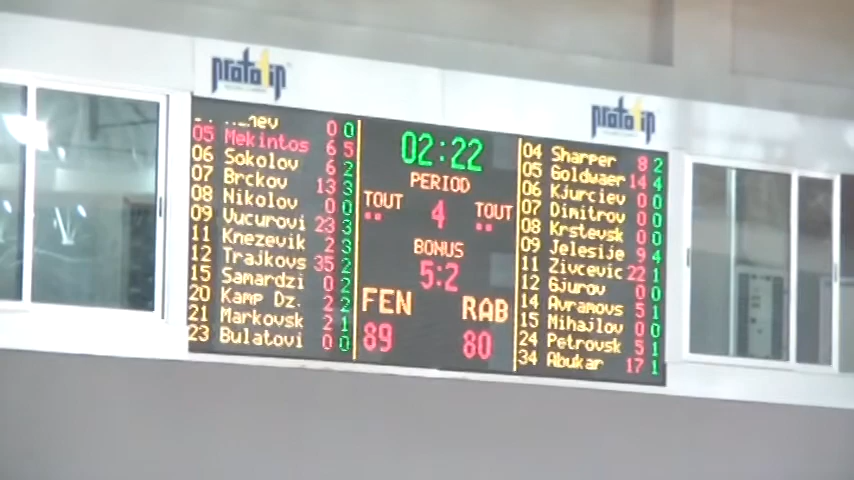 prototip
prototip
0 0
05 Mekintos 6 5
06 Sokolov 6 2
07 Brckov 13 3
08 Nikolov 0 0
09 Vucurovi 23 3
11 Knezevik 2 3
12 Trajkovs 35 2
15 Samardzi 0 2
20 Kamp Dz. 2 2
21 Markovsk 2 1
23 Bulatovi 0 0
02:22
PERIOD
TOUT 4 TOUT
BONUS
5:2
FEN RAB
89 80
04 Sharper 8 2
05 Goldwaer 14 4
06 Kjurciev 0 0
07 Dimitrov 0 0
08 Krstevsk 0 0
09 Jelesije 9 4
11 Zivcevic 22 1
12 Gjurov 0 0
14 Avramovs 5 1
15 Mihajlov 0 0
24 Petrovsk 5 1
34 Abukar 17 1